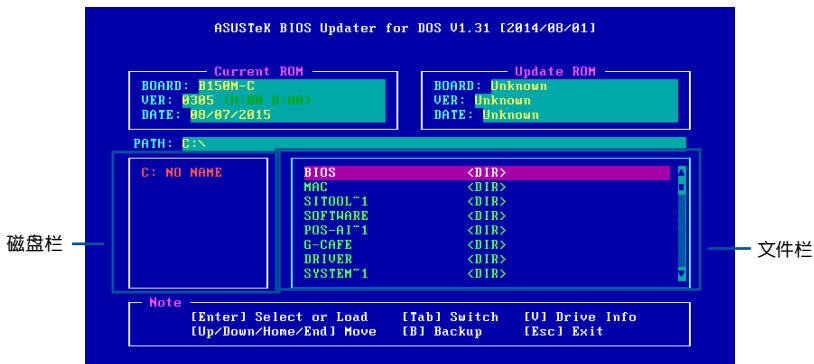 ASUSTeK BIOS Updater for DOS V1.31 [2014/08/01]
Current ROM
BOARD: B150M-C
VER: 0305 (H:00 B:00)
DATE: 08/07/2015
Update ROM
BOARD: Unknown
VER: Unknown
DATE: Unknown
PATH: C:\
磁盘栏
C: NO NAME
BIOS <DIR>
MAC <DIR>
SITOOL~1 <DIR>
SOFTWARE <DIR>
POS-AI~1 <DIR>
G-CAFE <DIR>
DRIVER <DIR>
SYSTEM~1 <DIR>
文件栏
Note
[Enter] Select or Load [Tab] Switch [V] Drive Info
[Up/Down/Home/End] Move [B] Backup [Esc] Exit